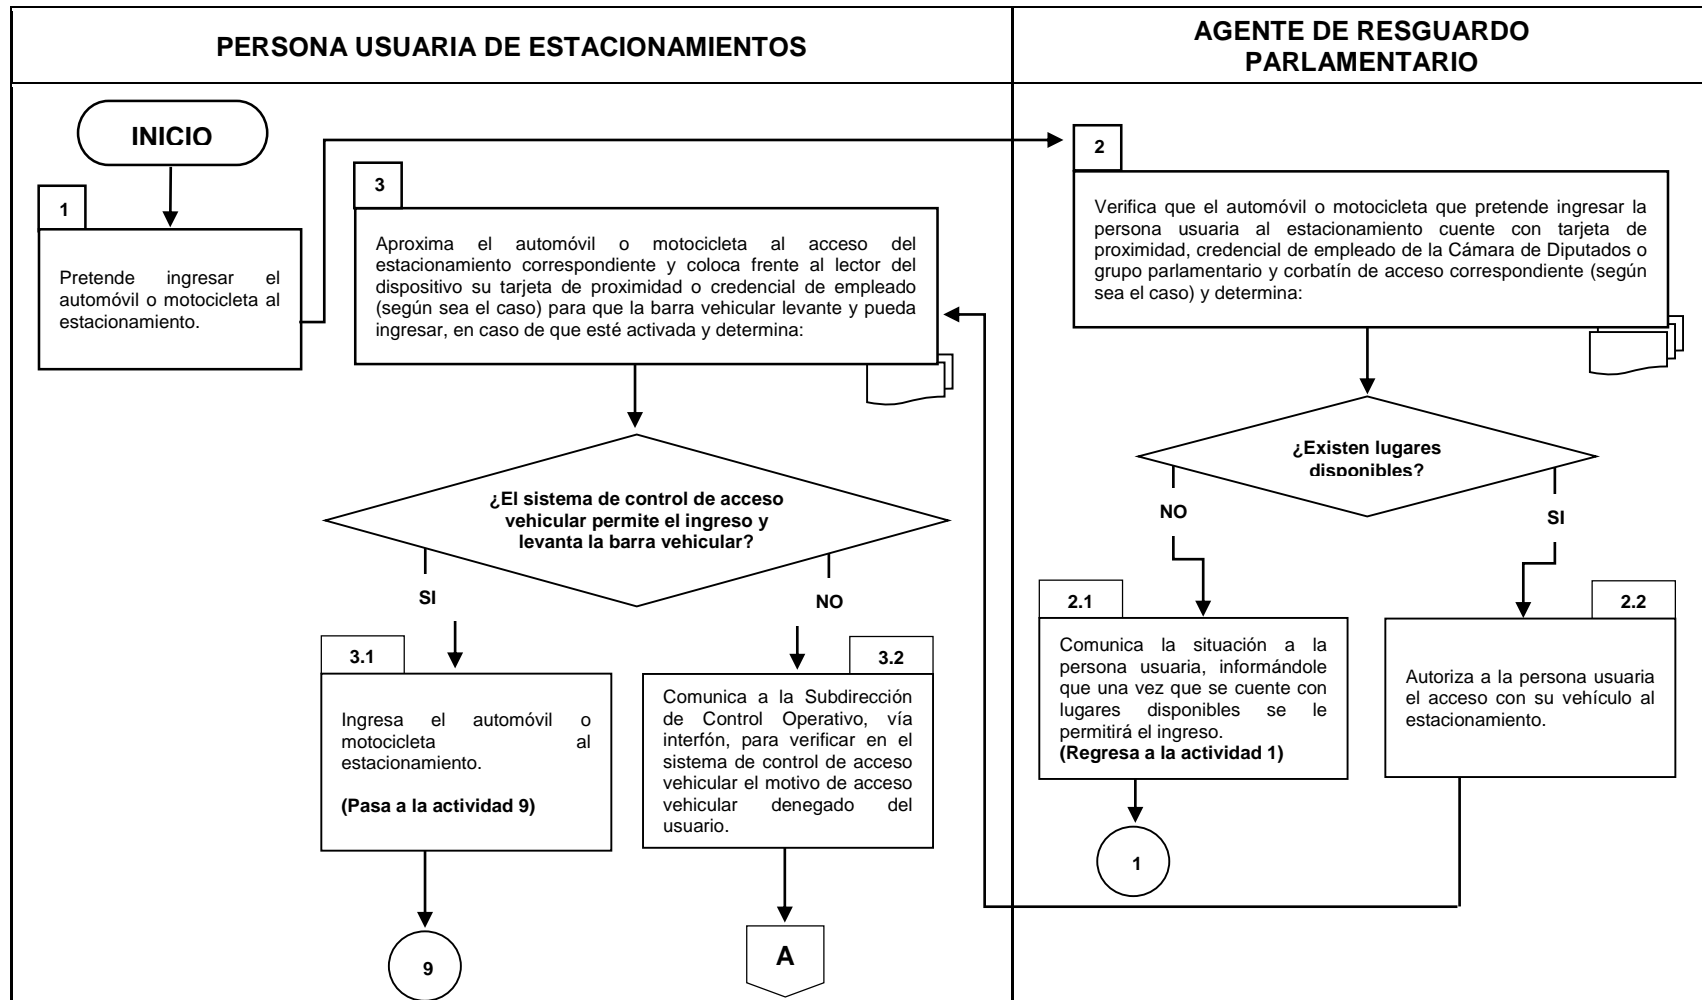 PERSONA USUARIA DE ESTACIONAMIENTOS
AGENTE DE RESGUARDO
PARLAMENTARIO
INICIO
1
Pretende ingresar el
automóvil o motocicleta al
estacionamiento.
3
Aproxima el automóvil o motocicleta al acceso del
estacionamiento correspondiente y coloca frente al lector del
dispositivo su tarjeta de proximidad o credencial de empleado
(según sea el caso) para que la barra vehicular levante y pueda
ingresar, en caso de que esté activada y determina:
¿El sistema de control de acceso
vehicular permite el ingreso y
levanta la barra vehicular?
SI
NO
3.1
Ingresa el automóvil o
motocicleta al
estacionamiento.
(Pasa a la actividad 9)
9
3.2
Comunica a la Subdirección
de Control Operativo, vía
interfón, para verificar en el
sistema de control de acceso
vehicular el motivo de acceso
vehicular denegado del
usuario.
A
2
Verifica que el automóvil o motocicleta que pretende ingresar la
persona usuaria al estacionamiento cuente con tarjeta de
proximidad, credencial de empleado de la Cámara de Diputados o
grupo parlamentario y corbatín de acceso correspondiente (según
sea el caso) y determina:
¿Existen lugares
disponibles?
NO
SI
2.1
Comunica la situación a la
persona usuaria, informándole
que una vez que se cuente con
lugares disponibles se le
permitirá el ingreso.
(Regresa a la actividad 1)
1
2.2
Autoriza a la persona usuaria
el acceso con su vehículo al
estacionamiento.